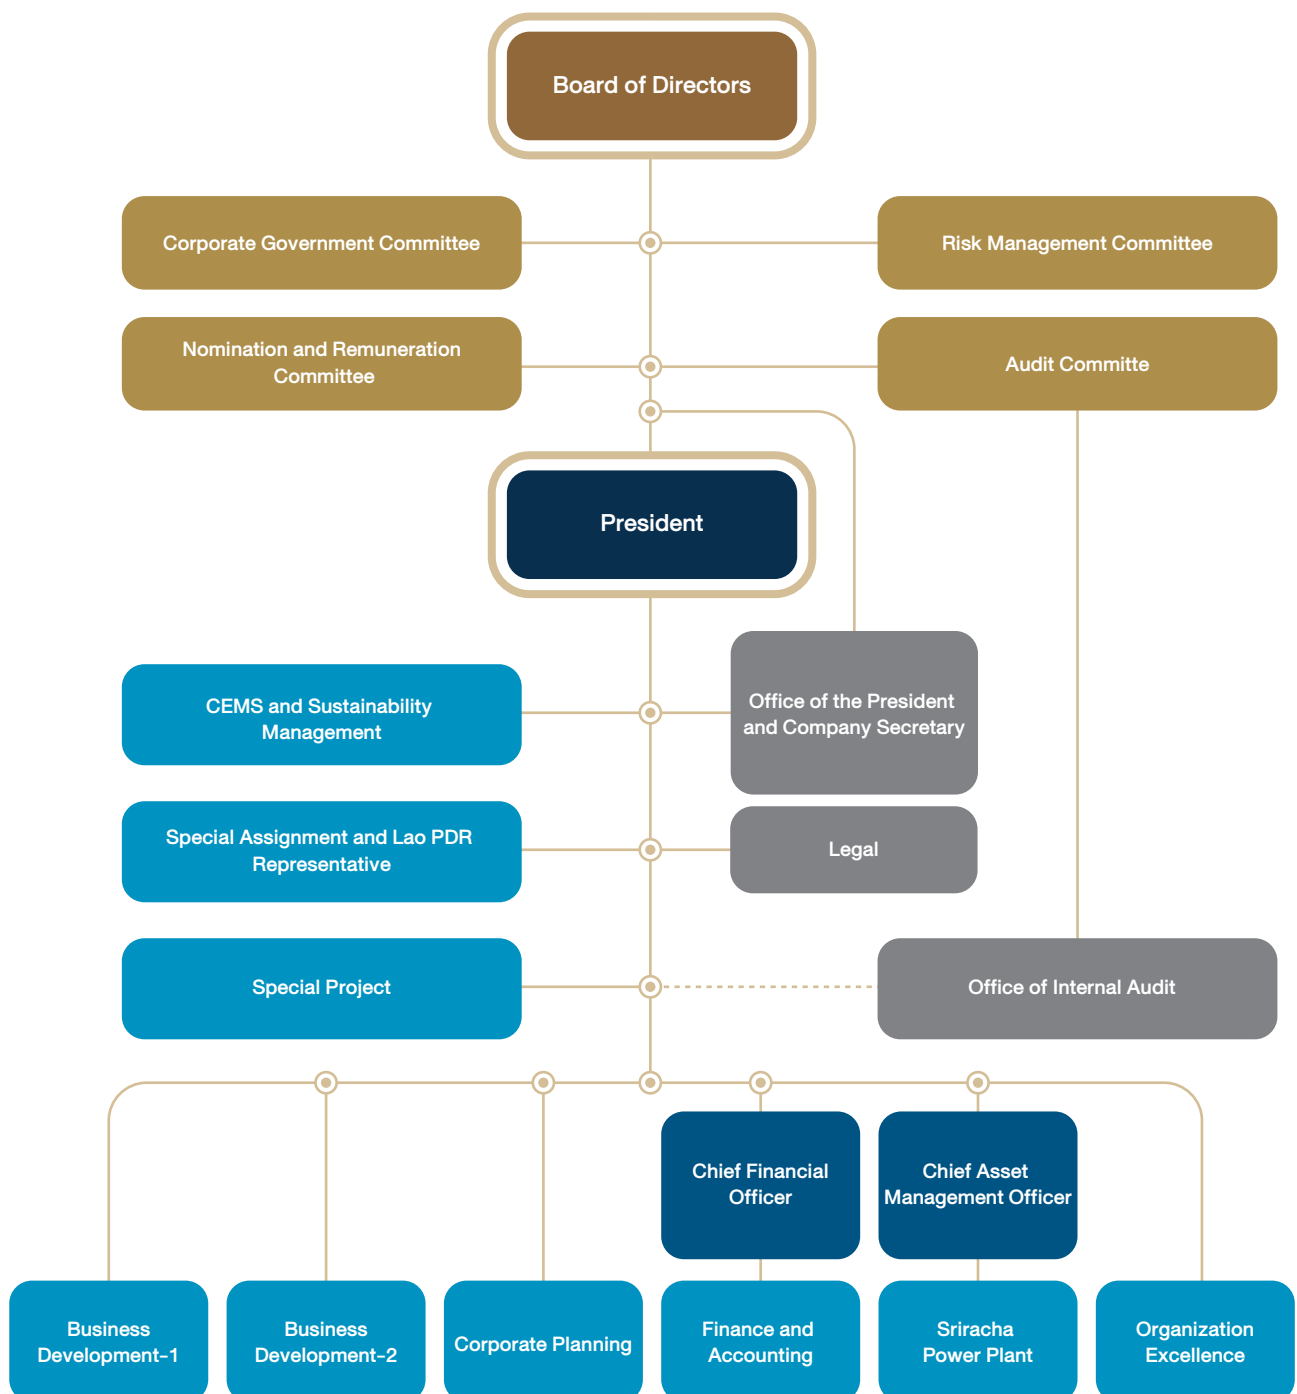 Board of Directors
Corporate Government Committee
Risk Management Committee
Nomination and Remuneration
Committee
Audit Committe
President
CEMS and Sustainability
Management
Office of the President
and Company Secretary
Special Assignment and Lao PDR
Representative
Legal
Special Project
Office of Internal Audit
Chief Financial
Officer
Chief Asset
Management Officer
Business
Development-1
Business
Development-2
Corporate Planning
Finance and
Accounting
Sriracha
Power Plant
Organization
Excellence